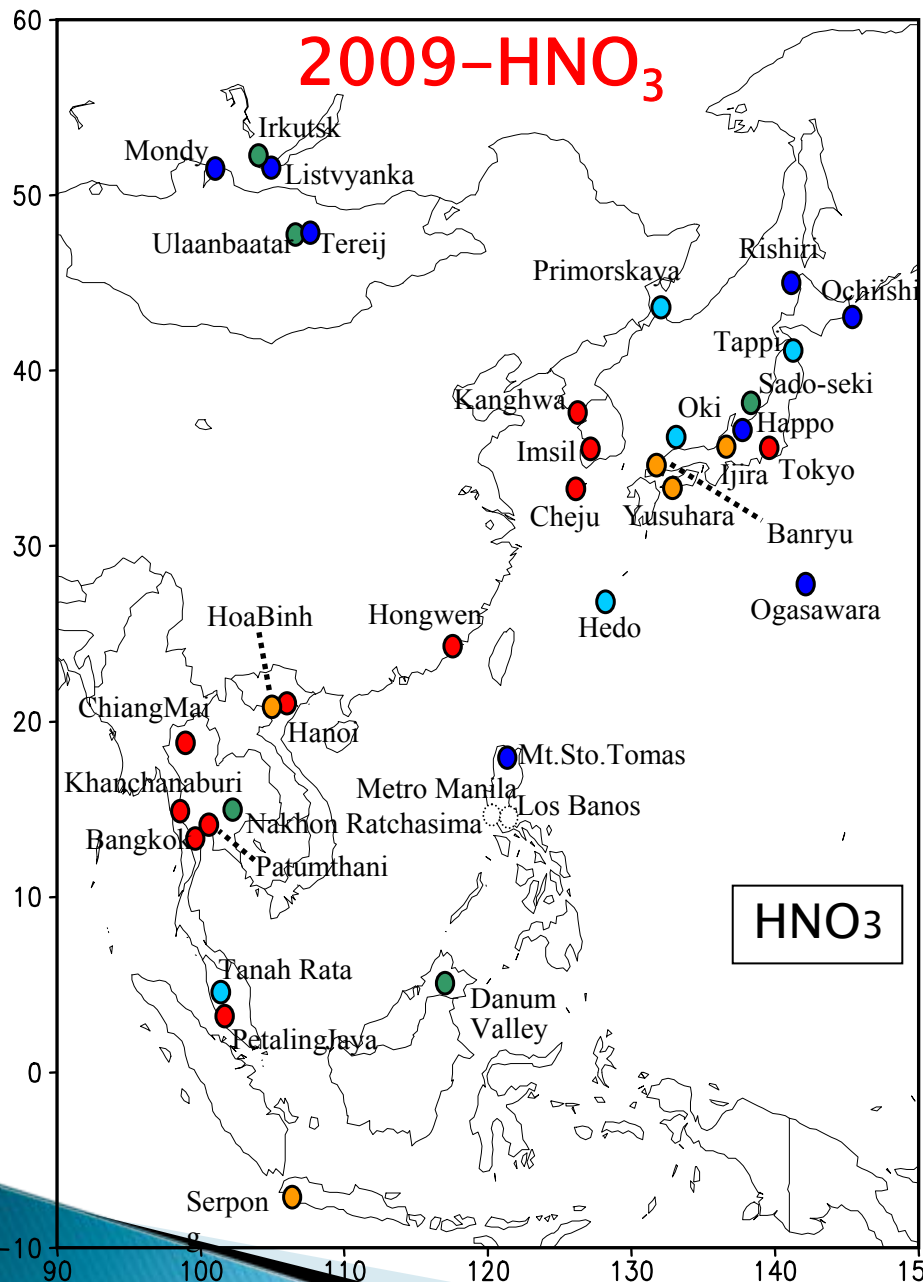 60
2009-HNO₃
Irkutsk
Mondy
Listvyanka
50
Ulaanbaatar
Tereij
Primorskaya
Rishiri
Ochiishi
Tappi
40
Sado-seki
Kanghwa
Oki
Happo
Imsil
Ijira
Tokyo
Cheju
Yusuhara
Banryu
30
HoaBinh
Hongwen
Hedo
Ogasawara
ChiangMai
Hanoi
20
Mt.Sto.Tomas
Khanchanaburi
Metro Manila
Los Banos
Nakhon Ratchasima
Bangkok
Patumthani
10
HNO3
Tanah Rata
Danum
Valley
PetalingJaya
0
Serpon
g
-10
90
100
110
120
130
140
15